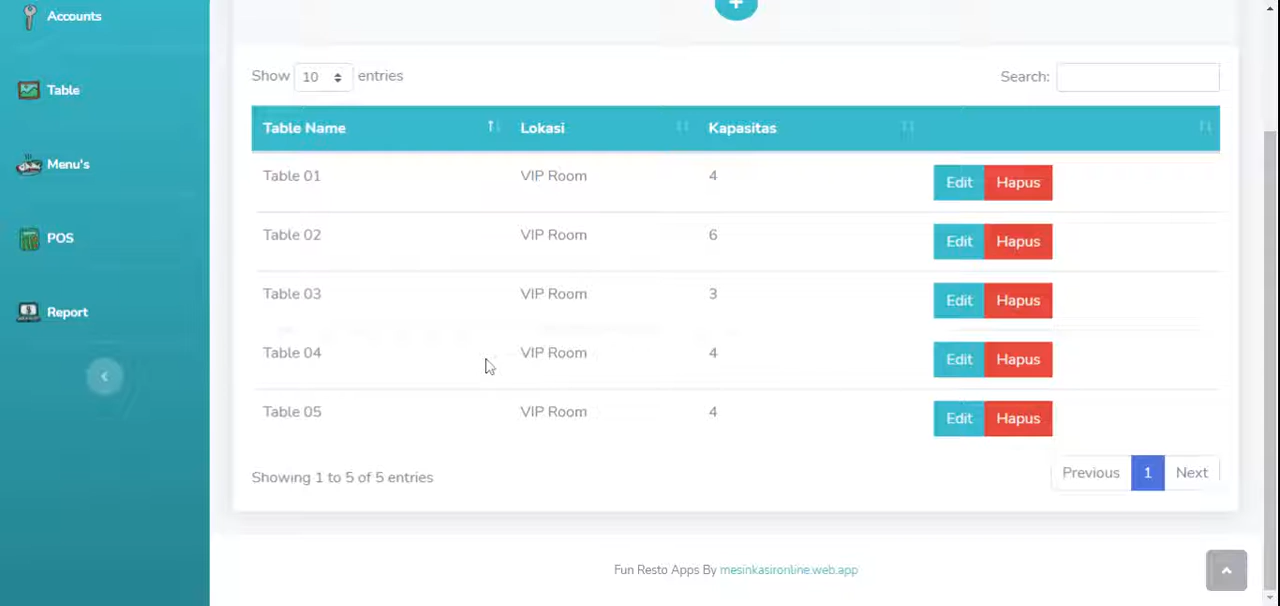 Accounts
Table
Menu's
POS
Report
Show 10 entries
Search:
Table Name Lokasi Kapasitas
Table 01 VIP Room 4 Edit Hapus
Table 02 VIP Room 6 Edit Hapus
Table 03 VIP Room 3 Edit Hapus
Table 04 VIP Room 4 Edit Hapus
Table 05 VIP Room 4 Edit Hapus
Showing 1 to 5 of 5 entries
Previous 1 Next
Fun Resto Apps By mesinkasironline.web.app